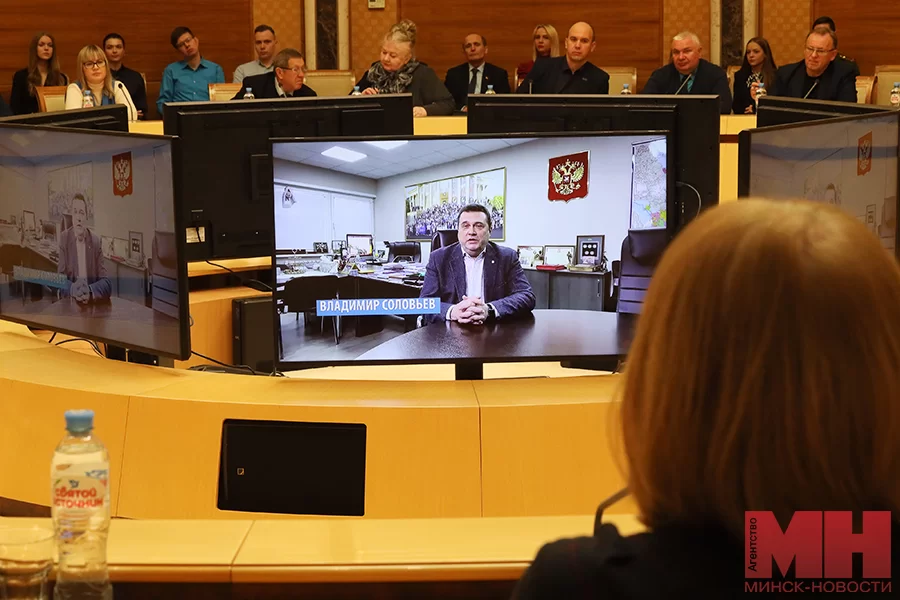 ВЛАДИМИР СОЛОВЬЕВ
СВЯТОЙ
ИСТОЧНИК
Агентство
МН
МИНСК-НОВОСТИ